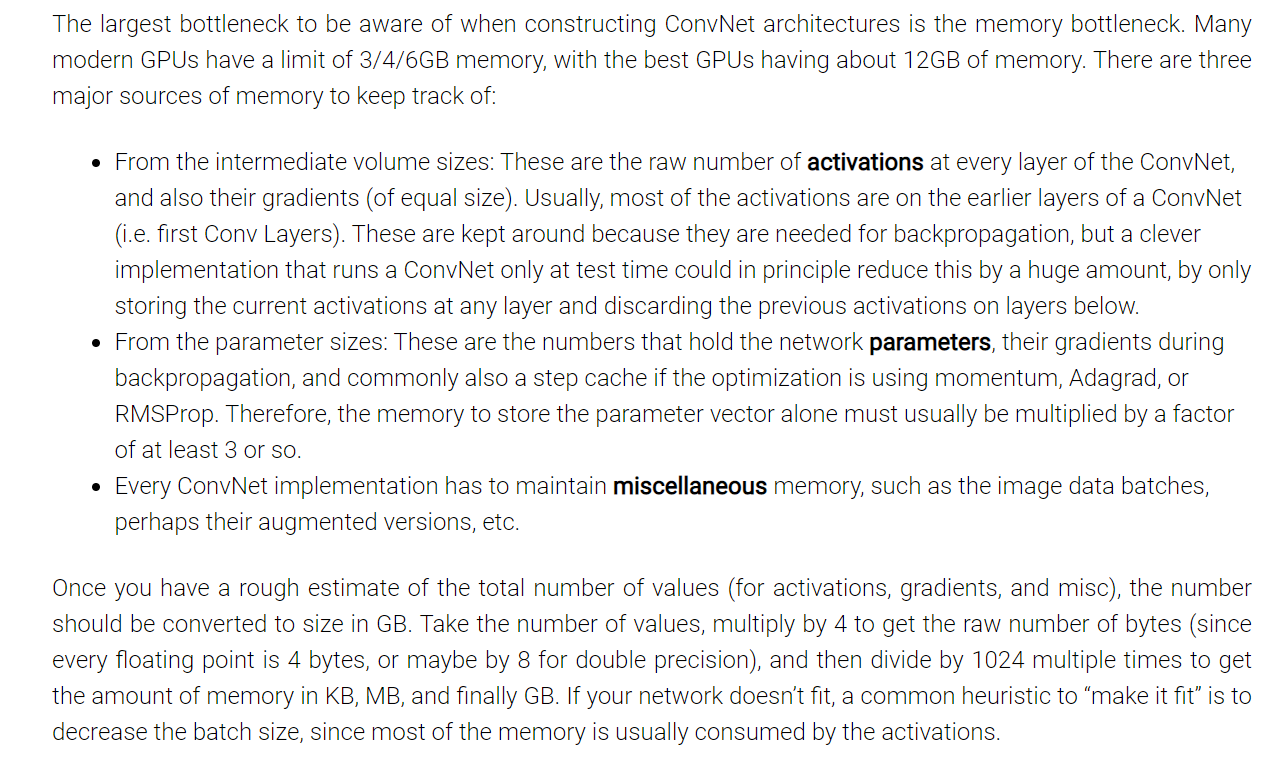 The largest bottleneck to be aware of when constructing ConvNet architectures is the memory bottleneck. Many
modern GPUs have a limit of 3/4/6GB memory, with the best GPUs having about 12GB of memory. There are three
major sources of memory to keep track of:
• From the intermediate volume sizes: These are the raw number of activations at every layer of the ConvNet,
and also their gradients (of equal size). Usually, most of the activations are on the earlier layers of a ConvNet
(i.e. first Conv Layers). These are kept around because they are needed for backpropagation, but a clever
implementation that runs a ConvNet only at test time could in principle reduce this by a huge amount, by only
storing the current activations at any layer and discarding the previous activations on layers below.
• From the parameter sizes: These are the numbers that hold the network parameters, their gradients during
backpropagation, and commonly also a step cache if the optimization is using momentum, Adagrad, or
RMSProp. Therefore, the memory to store the parameter vector alone must usually be multiplied by a factor
of at least 3 or so.
• Every ConvNet implementation has to maintain miscellaneous memory, such as the image data batches,
perhaps their augmented versions, etc.
Once you have a rough estimate of the total number of values (for activations, gradients, and misc), the number
should be converted to size in GB. Take the number of values, multiply by 4 to get the raw number of bytes (since
every floating point is 4 bytes, or maybe by 8 for double precision), and then divide by 1024 multiple times to get
the amount of memory in KB, MB, and finally GB. If your network doesn’t fit, a common heuristic to “make it fit” is to
decrease the batch size, since most of the memory is usually consumed by the activations.